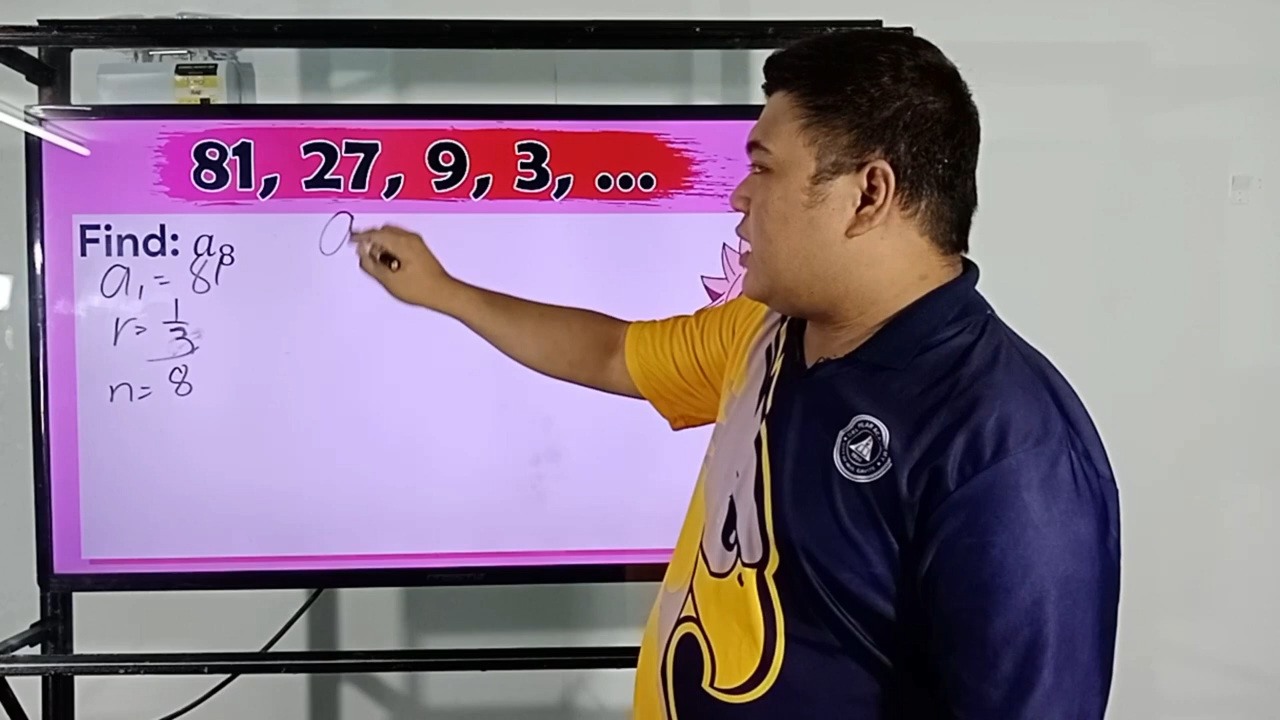 81, 27, 9, 3, ...
Find: a₈
a₁ = 81
r = 1/3
n = 8
a